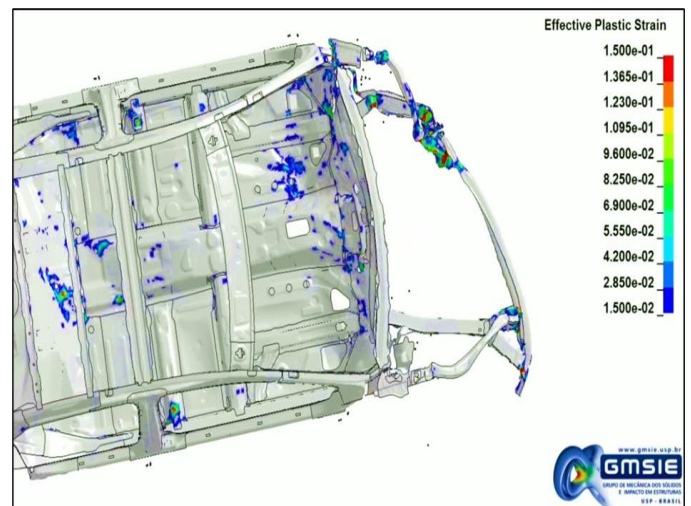 Effective Plastic Strain
1.500e-01
1.365e-01
1.230e-01
1.095e-01
9.600e-02
8.250e-02
6.900e-02
5.550e-02
4.200e-02
2.850e-02
1.500e-02
www.gmsie.usp.br
GMSIE
GRUPO DE MECÂNICA DOS SÓLIDOS
E IMPACTO EM ESTRUTURAS
USP - BRASIL